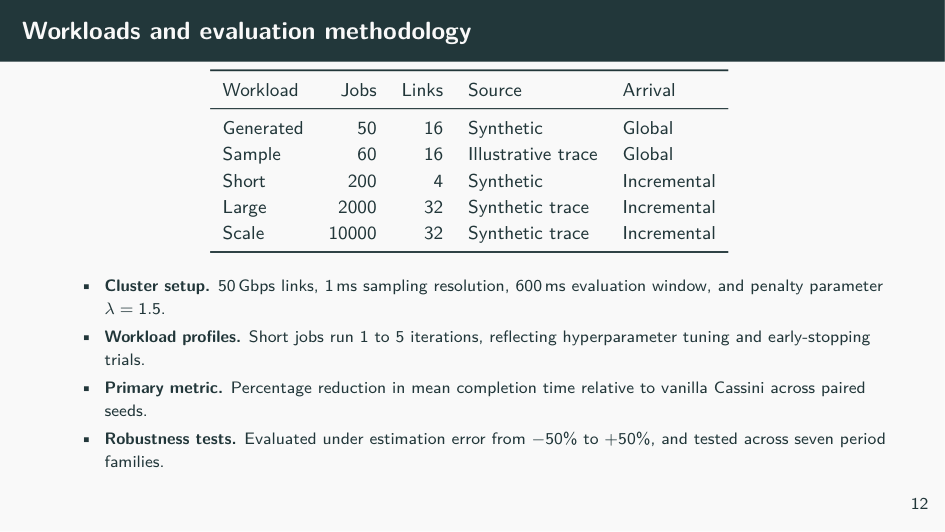 Workloads and evaluation methodology
Workload Jobs Links Source Arrival
Generated 50 16 Synthetic Global
Sample 60 16 Illustrative trace Global
Short 200 4 Synthetic Incremental
Large 2000 32 Synthetic trace Incremental
Scale 10000 32 Synthetic trace Incremental
▪ Cluster setup. 50 Gbps links, 1 ms sampling resolution, 600 ms evaluation window, and penalty parameter
λ = 1.5.
▪ Workload profiles. Short jobs run 1 to 5 iterations, reflecting hyperparameter tuning and early-stopping
trials.
▪ Primary metric. Percentage reduction in mean completion time relative to vanilla Cassini across paired
seeds.
▪ Robustness tests. Evaluated under estimation error from −50% to +50%, and tested across seven period
families.
12